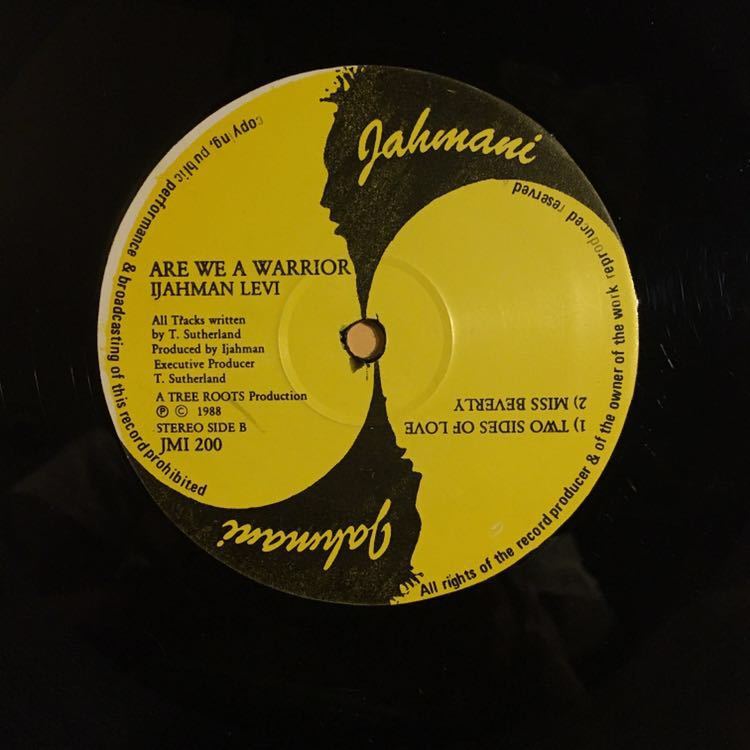 Jahmani
ARE WE A WARRIOR
IJAHMAN LEVI
All Tracks written
by T. Sutherland
Produced by Ijahman
Executive Producer
T. Sutherland
A TREE ROOTS Production
℗ © 1988
STEREO SIDE B
JMI 200
1) TWO SIDES OF LOVE
2) MISS BEVERLY
Jahmani
All rights of the record producer & of the owner of the work reproduced reserved
copying, public performance & broadcasting of this record prohibited